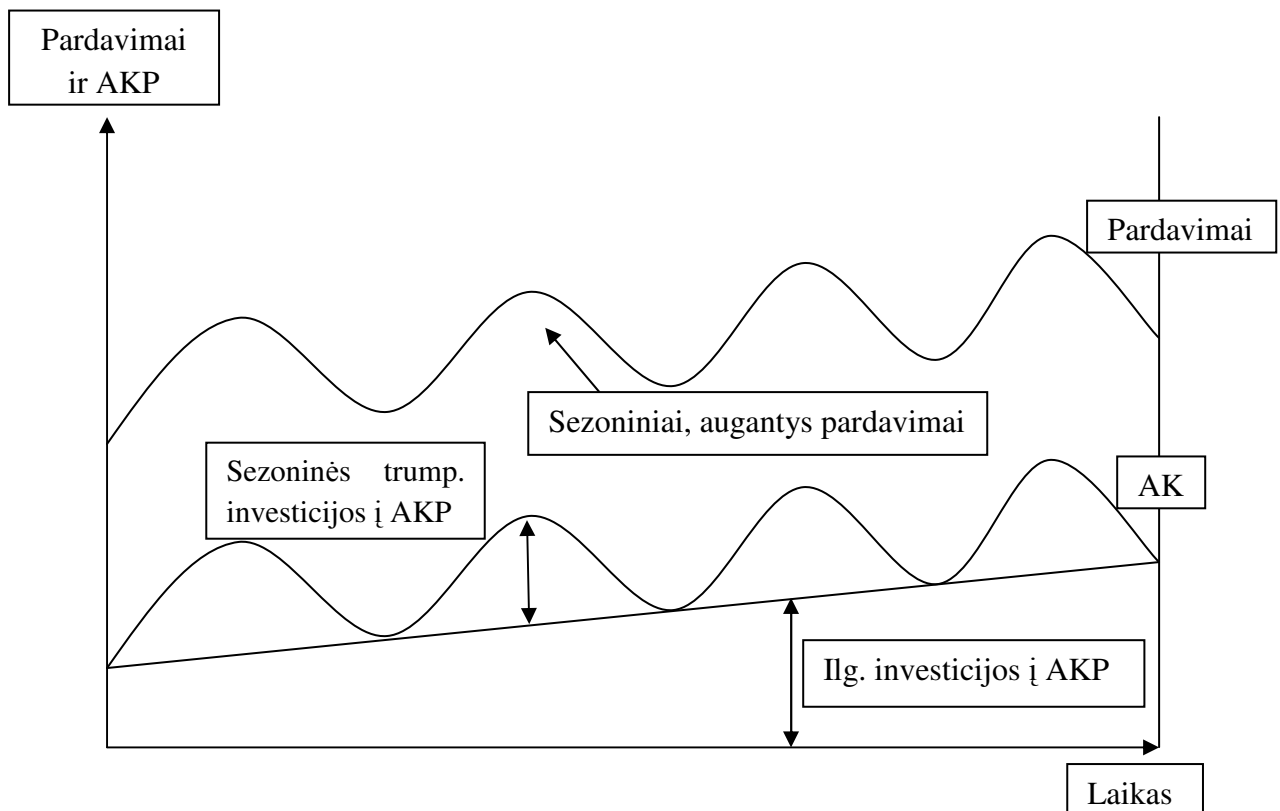 Pardavimai
ir AKP
Pardavimai
Sezoniniai, augantys pardavimai
Sezoninės trump.
investicijos į AKP
AK
Ilg. investicijos į AKP
Laikas